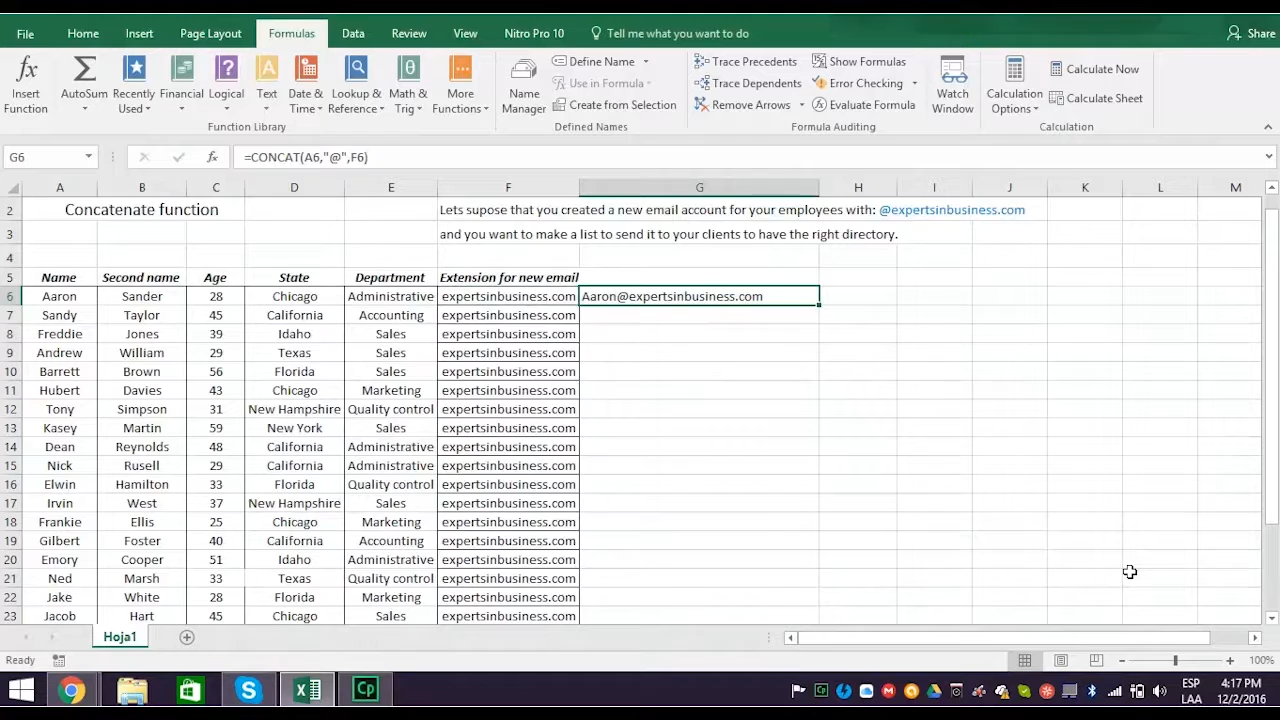 File Home Insert Page Layout Formulas Data Review View Nitro Pro 10 Tell me what you want to do Share
Insert Function AutoSum Recently Used Financial Logical Text Date & Time Lookup & Reference Math & Trig More Functions Name Manager Define Name Use in Formula Create from Selection Trace Precedents Trace Dependents Remove Arrows Show Formulas Error Checking Evaluate Formula Watch Window Calculation Options Calculate Now Calculate Sheet
Function Library Defined Names Formula Auditing Calculation
G6 fx =CONCAT(A6,"@",F6)
A B C D E F G H I J K L M
2 Concatenate function Lets supose that you created a new email account for your employees with: @expertsinbusiness.com
3 and you want to make a list to send it to your clients to have the right directory.
4
5 Name Second name Age State Department Extension for new email
6 Aaron Sander 28 Chicago Administrative expertsinbusiness.com Aaron@expertsinbusiness.com
7 Sandy Taylor 45 California Accounting expertsinbusiness.com
8 Freddie Jones 39 Idaho Sales expertsinbusiness.com
9 Andrew William 29 Texas Sales expertsinbusiness.com
10 Barrett Brown 56 Florida Sales expertsinbusiness.com
11 Hubert Davies 43 Chicago Marketing expertsinbusiness.com
12 Tony Simpson 31 New Hampshire Quality control expertsinbusiness.com
13 Kasey Martin 59 New York Sales expertsinbusiness.com
14 Dean Reynolds 48 California Administrative expertsinbusiness.com
15 Nick Rusell 29 California Administrative expertsinbusiness.com
16 Elwin Hamilton 33 Florida Quality control expertsinbusiness.com
17 Irvin West 37 New Hampshire Sales expertsinbusiness.com
18 Frankie Ellis 25 Chicago Marketing expertsinbusiness.com
19 Gilbert Foster 40 California Accounting expertsinbusiness.com
20 Emory Cooper 51 Idaho Administrative expertsinbusiness.com
21 Ned Marsh 33 Texas Quality control expertsinbusiness.com
22 Jake White 28 Florida Marketing expertsinbusiness.com
23 Jacob Hart 45 Chicago Sales expertsinbusiness.com
Hoja1
Ready 100%
ESP 4:17 PM
LAA 12/2/2016